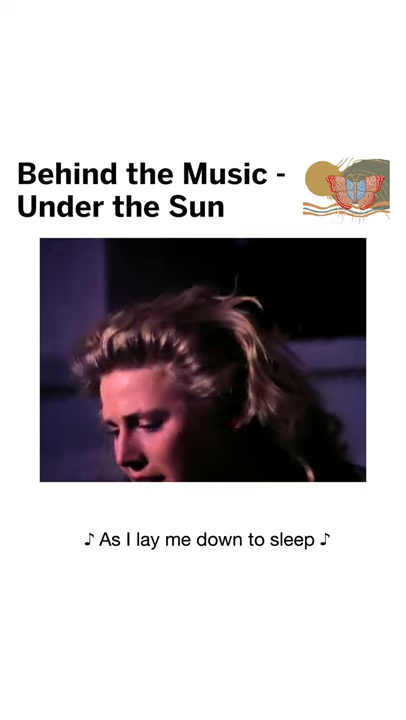 Behind the Music -
Under the Sun
♪ As I lay me down to sleep ♪